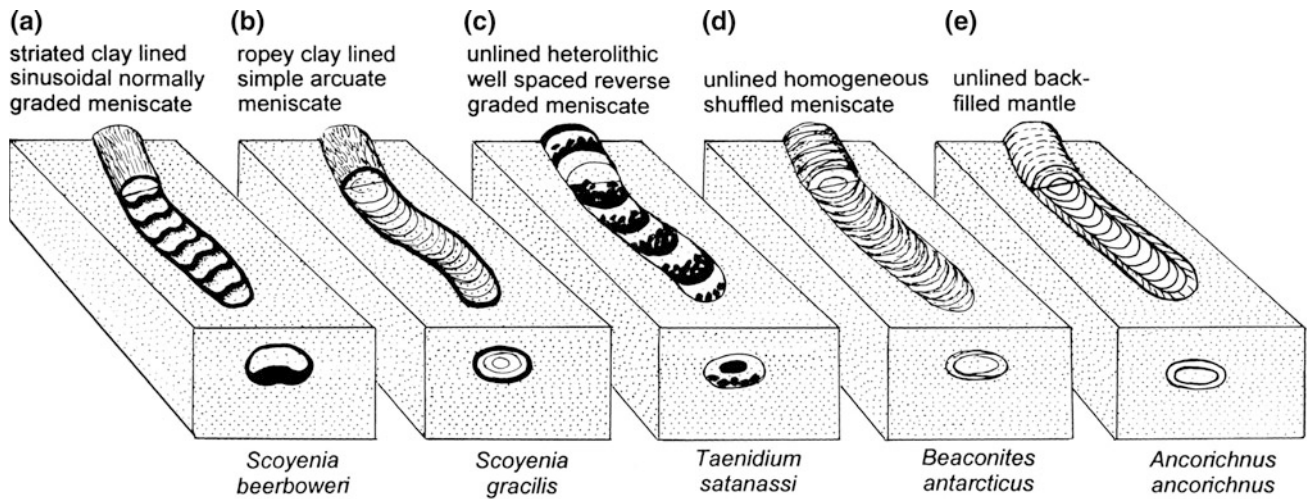 (a)
striated clay lined
sinusoidal normally
graded meniscate
(b)
ropey clay lined
simple arcuate
meniscate
(c)
unlined heterolithic
well spaced reverse
graded meniscate
(d)
unlined homogeneous
shuffled meniscate
(e)
unlined back-
filled mantle
Scoyenia
beerboweri
Scoyenia
gracilis
Taenidium
satanassi
Beaconites
antarcticus
Ancorichnus
ancorichnus